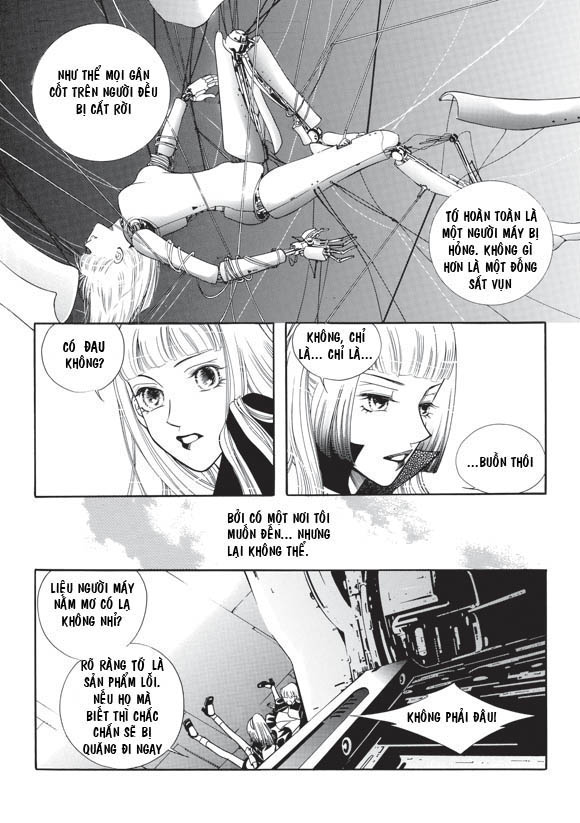 NHƯ THỂ MỌI GÂN
CỐT TRÊN NGƯỜI ĐỀU
BỊ CẮT RỜI
TỚ HOÀN TOÀN LÀ
MỘT NGƯỜI MÁY BỊ
HỎNG. KHÔNG GÌ
HƠN LÀ MỘT ĐỐNG
SẮT VỤN
CÓ ĐAU
KHÔNG?
KHÔNG, CHỈ
LÀ... CHỈ LÀ...
...BUỒN THÔI
BỞI CÓ MỘT NƠI TÔI
MUỐN ĐẾN... NHƯNG
LẠI KHÔNG THỂ.
LIỆU NGƯỜI MÁY
NẰM MƠ CÓ LẠ
KHÔNG NHỈ?
RÕ RÀNG TỚ LÀ
SẢN PHẨM LỖI.
NẾU HỌ MÀ
BIẾT THÌ CHẮC
CHẮN SẼ BỊ
QUĂNG ĐI NGAY
KHÔNG PHẢI ĐÂU!